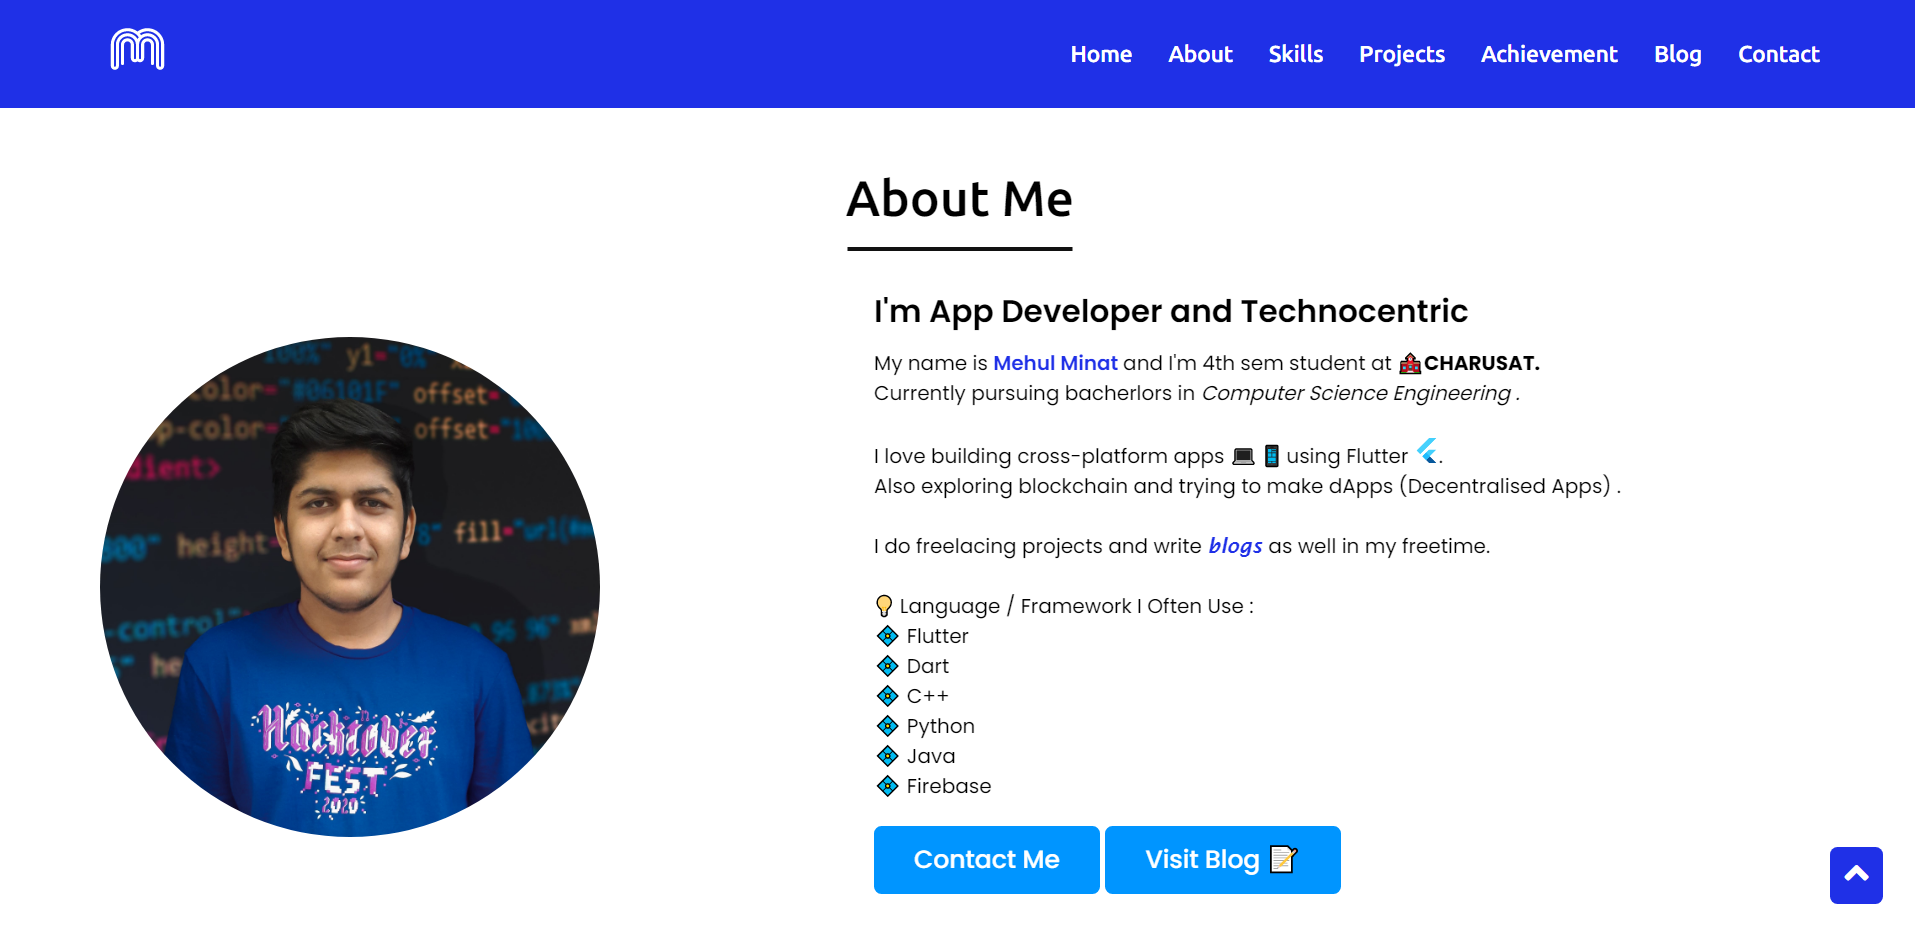 Home About Skills Projects Achievement Blog Contact
About Me
I'm App Developer and Technocentric
My name is Mehul Minat and I'm 4th sem student at CHARUSAT.
Currently pursuing bacherlors in Computer Science Engineering .
I love building cross-platform apps using Flutter .
Also exploring blockchain and trying to make dApps (Decentralised Apps) .
I do freelacing projects and write blogs as well in my freetime.
Language / Framework I Often Use :
Flutter
Dart
C++
Python
Java
Firebase
Contact Me Visit Blog
100%" y1="0%"
color="#06101F" offset=
p-color= offset="100
dient>
00" height= 8" fill="url(#
-control"
96 96"
" he
Hacktober
FEST
2020